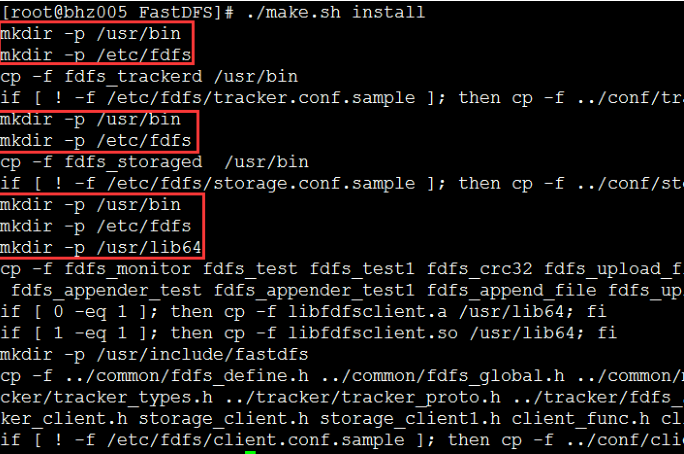 [root@bhz005 FastDFS]# ./make.sh install
mkdir -p /usr/bin
mkdir -p /etc/fdfs
cp -f fdfs_trackerd /usr/bin
if [ ! -f /etc/fdfs/tracker.conf.sample ]; then cp -f ../conf/tra
mkdir -p /usr/bin
mkdir -p /etc/fdfs
cp -f fdfs_storaged  /usr/bin
if [ ! -f /etc/fdfs/storage.conf.sample ]; then cp -f ../conf/sto
mkdir -p /usr/bin
mkdir -p /etc/fdfs
mkdir -p /usr/lib64
cp -f fdfs_monitor fdfs_test fdfs_test1 fdfs_crc32 fdfs_upload_f
 fdfs_appender_test fdfs_appender_test1 fdfs_append_file fdfs_upl
if [ 0 -eq 1 ]; then cp -f libfdfsclient.a /usr/lib64; fi
if [ 1 -eq 1 ]; then cp -f libfdfsclient.so /usr/lib64; fi
mkdir -p /usr/include/fastdfs
cp -f ../common/fdfs_define.h ../common/fdfs_global.h ../common/m
cker/tracker_types.h ../tracker/tracker_proto.h ../tracker/fdfs_
ker_client.h storage_client.h storage_client1.h client_func.h cl
if [ ! -f /etc/fdfs/client.conf.sample ]; then cp -f ../conf/clie